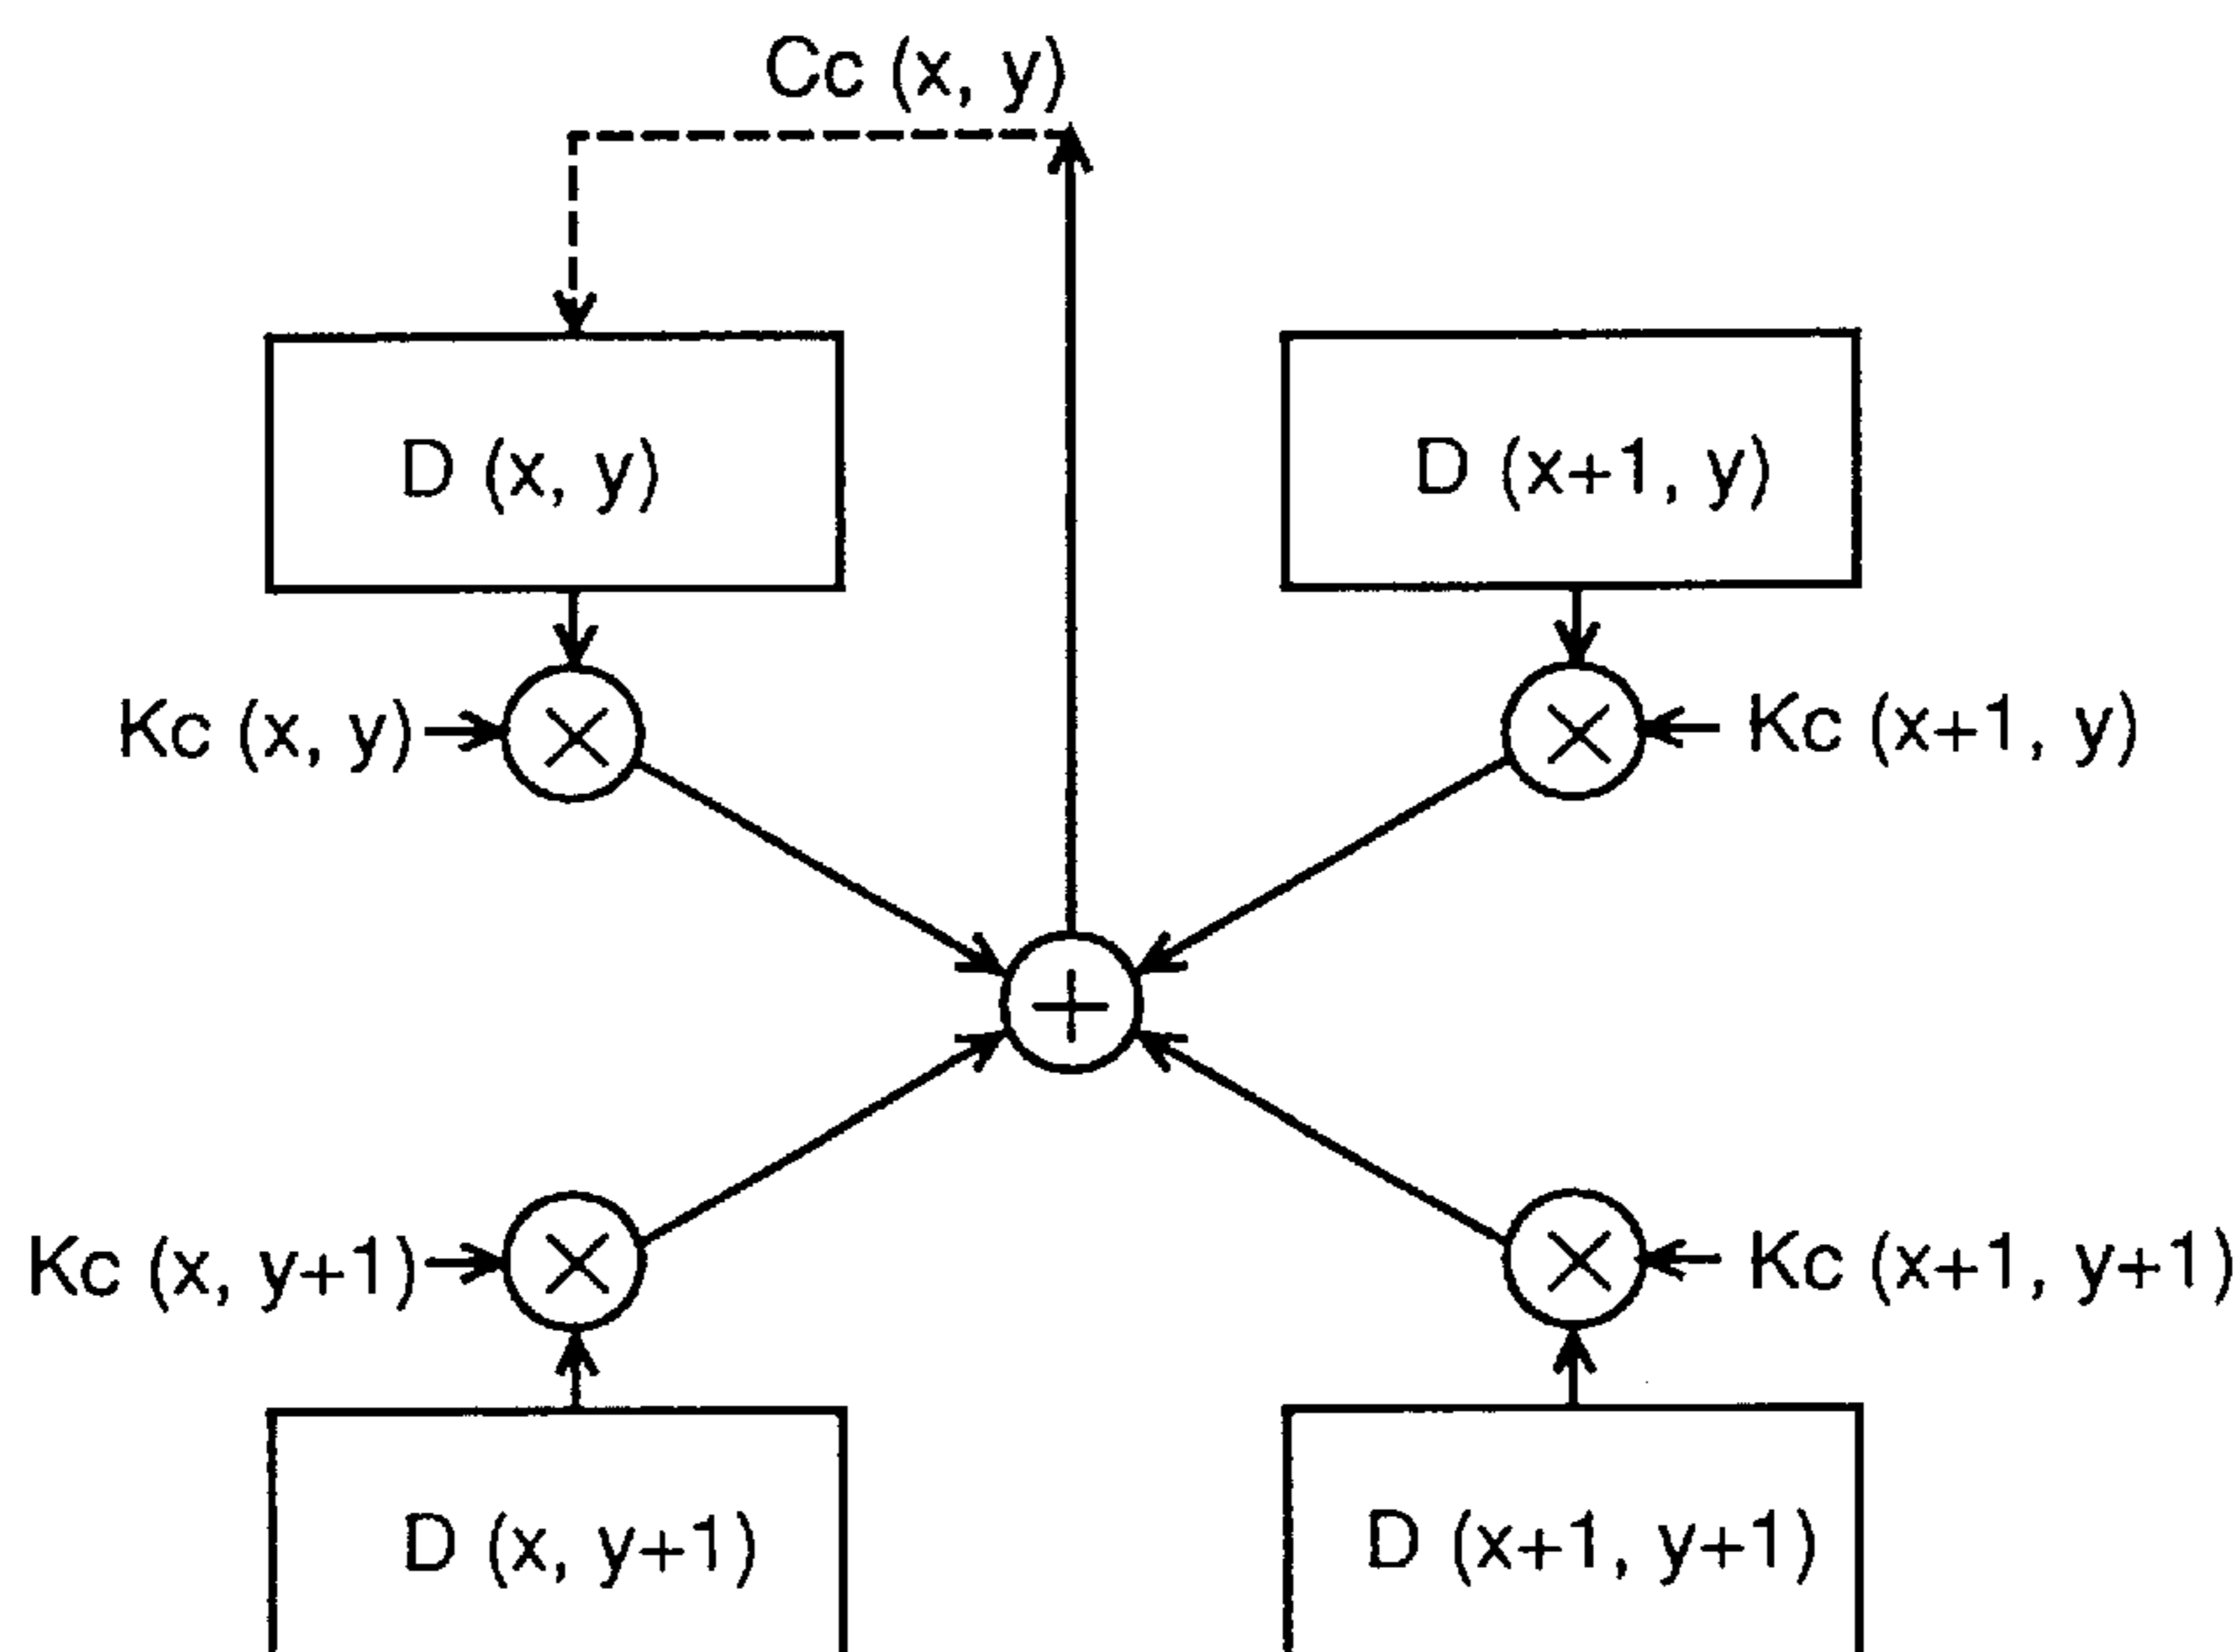 Cc (x, y)
D (x, y)
D (x+1, y)
Kc (x, y)
Kc (x+1, y)
Kc (x, y+1)
Kc (x+1, y+1)
D (x, y+1)
D (x+1, y+1)